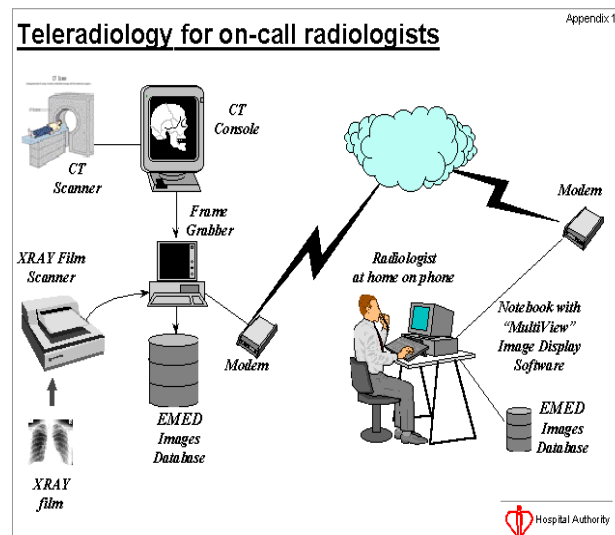 Appendix 1
Teleradiology for on-call radiologists
CT Scan
CT
Console
CT
Scanner
Frame
Grabber
Modem
XRAY Film
Scanner
Radiologist
at home on phone
Notebook with
"MultiView"
Image Display
Software
Modem
EMED
Images
Database
EMED
Images
Database
XRAY
film
Hospital Authority